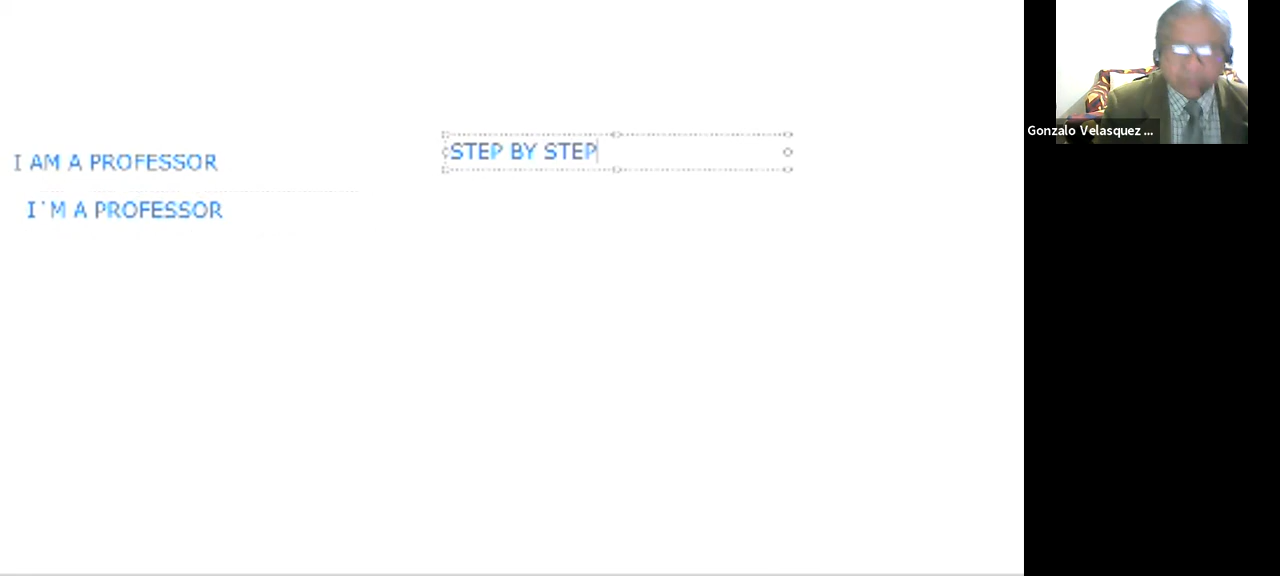 I AM A PROFESSOR
I´M A PROFESSOR
STEP BY STEP
Gonzalo Velasquez ...